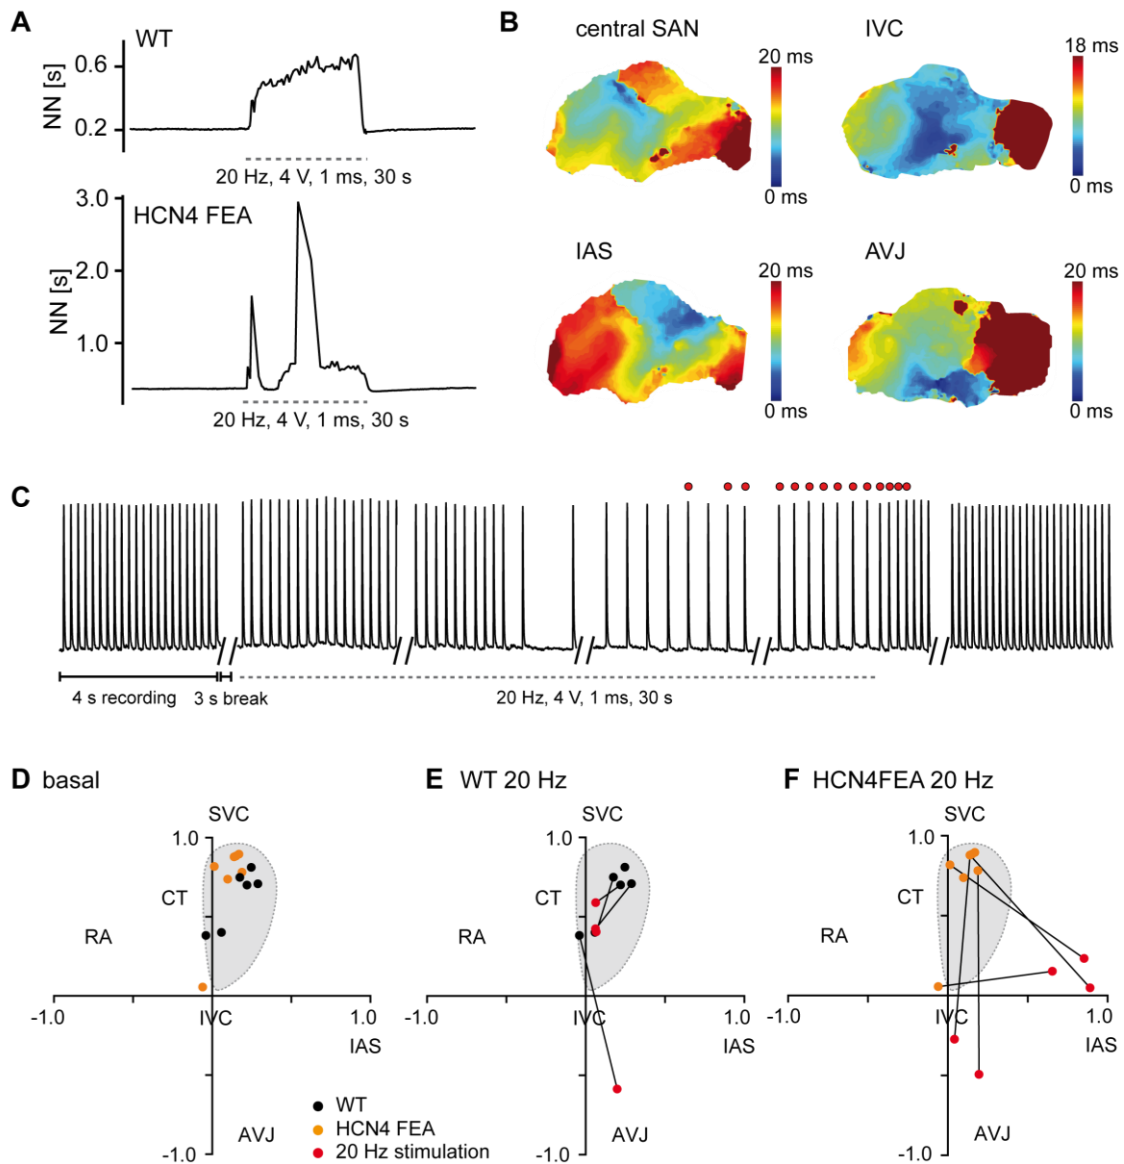 A
WT
NN [s]
0.6
0.2
20 Hz, 4 V, 1 ms, 30 s
HCN4 FEA
NN [s]
3.0
2.0
1.0
20 Hz, 4 V, 1 ms, 30 s
B
central SAN
20 ms
0 ms
IVC
18 ms
0 ms
IAS
20 ms
0 ms
AVJ
20 ms
0 ms
C
4 s recording
3 s break
20 Hz, 4 V, 1 ms, 30 s
D basal
SVC
1.0
CT
RA
-1.0
IVC
1.0
IAS
AVJ
-1.0
WT
HCN4 FEA
20 Hz stimulation
E WT 20 Hz
SVC
1.0
CT
RA
-1.0
IVC
1.0
IAS
AVJ
-1.0
F HCN4FEA 20 Hz
SVC
1.0
CT
RA
-1.0
IVC
1.0
IAS
AVJ
-1.0